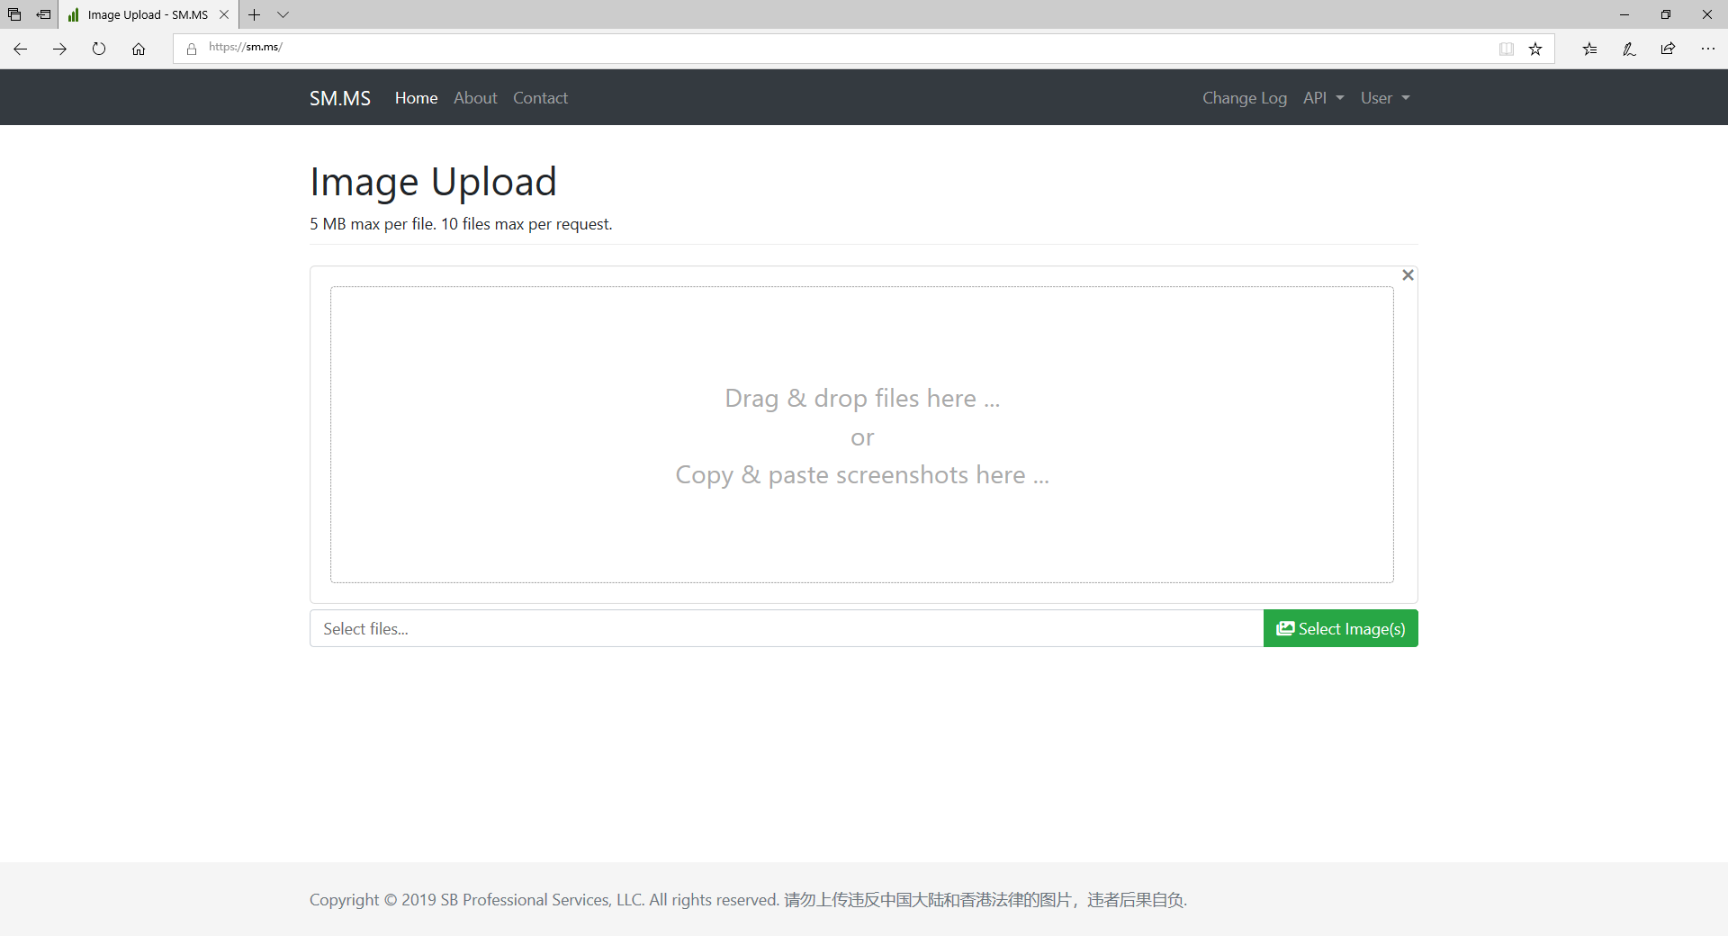 Image Upload - SM.MS
https://sm.ms/
SM.MS Home About Contact Change Log API User
Image Upload
5 MB max per file. 10 files max per request.
Drag & drop files here ...
or
Copy & paste screenshots here ...
Select files... Select Image(s)
Copyright © 2019 SB Professional Services, LLC. All rights reserved. 请勿上传违反中国大陆和香港法律的图片，违者后果自负.